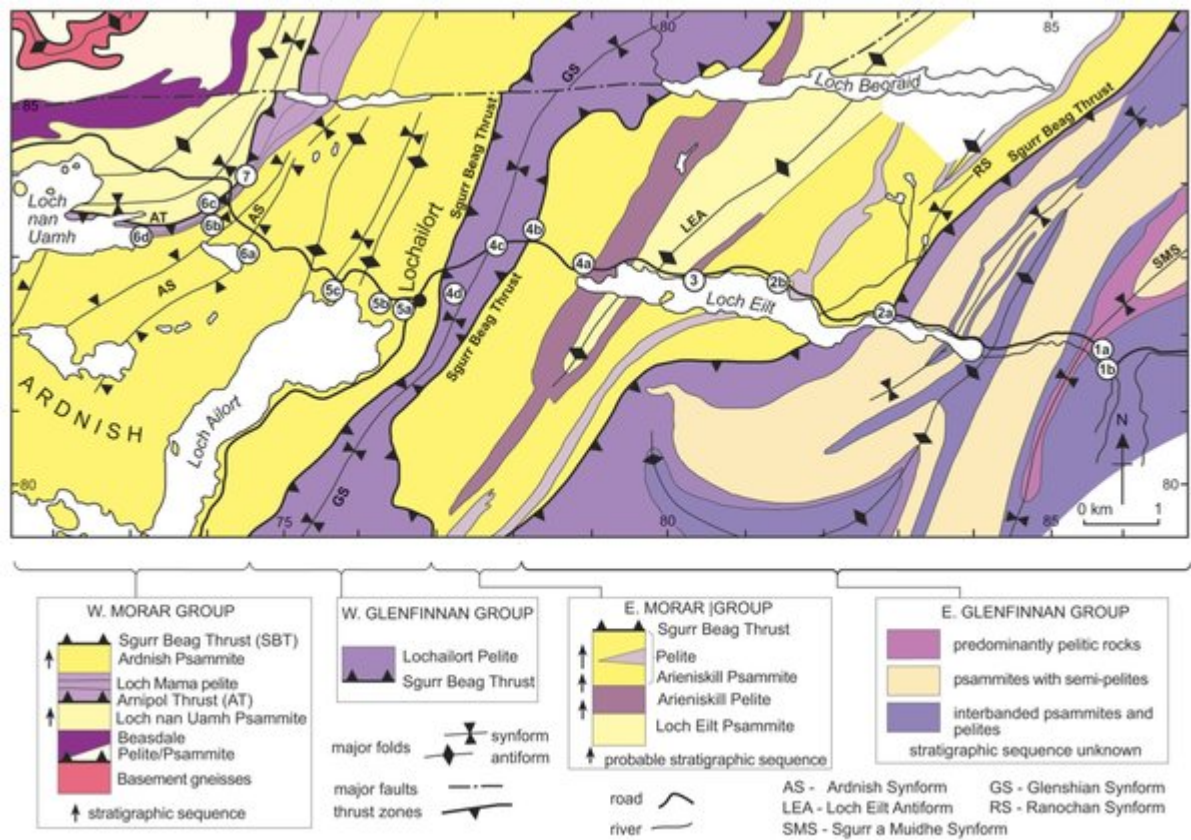 80
85
GS
Loch Beoraid
85
Sgurr Beag Thrust
Sgurr Beag Thrust
RS
7
Loch
nan
Uamh
6c
AT
6b
6d
AS
6a
AS
LEA
Lochailort
4b
4c
4a
3
2b
SMS
5c
5b
5a
4d
Loch Eilt
2a
Sgurr Beag Thrust
1a
1b
ARDNISH
Loch Ailort
N
80
80
GS
75
80
85
0 km 1
W. MORAR GROUP
Sgurr Beag Thrust (SBT)
Ardnish Psammite
Loch Mama pelite
Arnipol Thrust (AT)
Loch nan Uamh Psammite
Beasdale
Pelite/Psammite
Basement gneisses
stratigraphic sequence
W. GLENFINNAN GROUP
Lochailort Pelite
Sgurr Beag Thrust
major folds
synform
antiform
major faults
thrust zones
E. MORAR |GROUP
Sgurr Beag Thrust
Pelite
Arieniskill Psammite
Arieniskill Pelite
Loch Eilt Psammite
probable stratigraphic sequence
road
river
E. GLENFINNAN GROUP
predominantly pelitic rocks
psammites with semi-pelites
interbanded psammites and
pelites
stratigraphic sequence unknown
AS - Ardnish Synform
GS - Glenshian Synform
LEA - Loch Eilt Antiform
RS - Ranochan Synform
SMS - Sgurr a Muidhe Synform